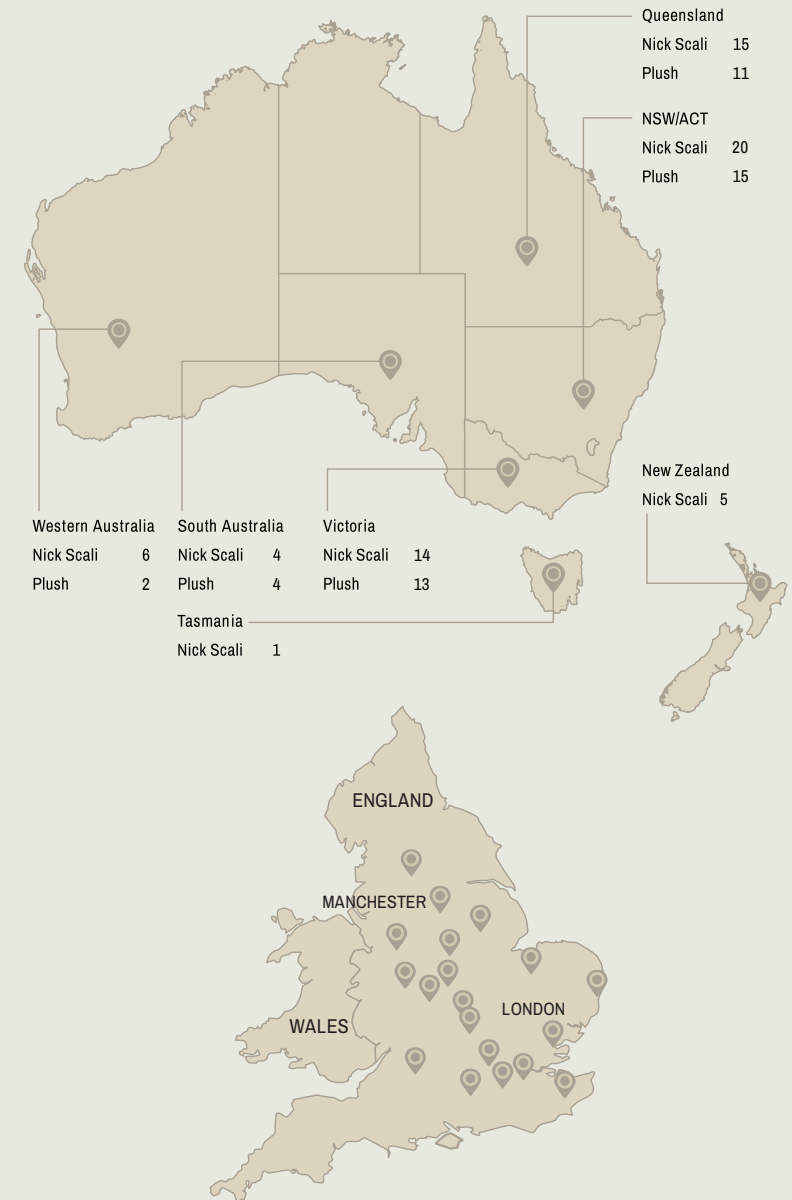 Queensland
Nick Scali 15
Plush 11
NSW/ACT
Nick Scali 20
Plush 15
New Zealand
Nick Scali 5
Western Australia
Nick Scali 6
Plush 2
South Australia
Nick Scali 4
Plush 4
Victoria
Nick Scali 14
Plush 13
Tasmania
Nick Scali 1
ENGLAND
MANCHESTER
LONDON
WALES